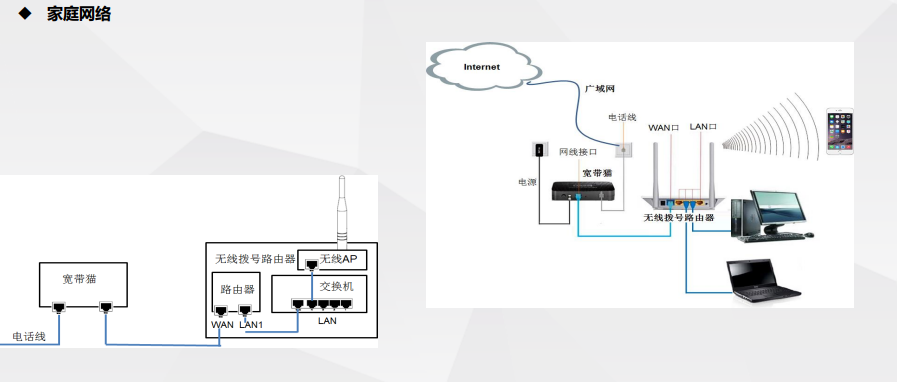 ◆ 家庭网络
Internet
广域网
电话线
WAN口
LAN口
网线接口
宽带猫
电源
无线拨号路由器
无线拨号路由器
无线AP
宽带猫
路由器
交换机
WAN
LAN1
LAN
电话线